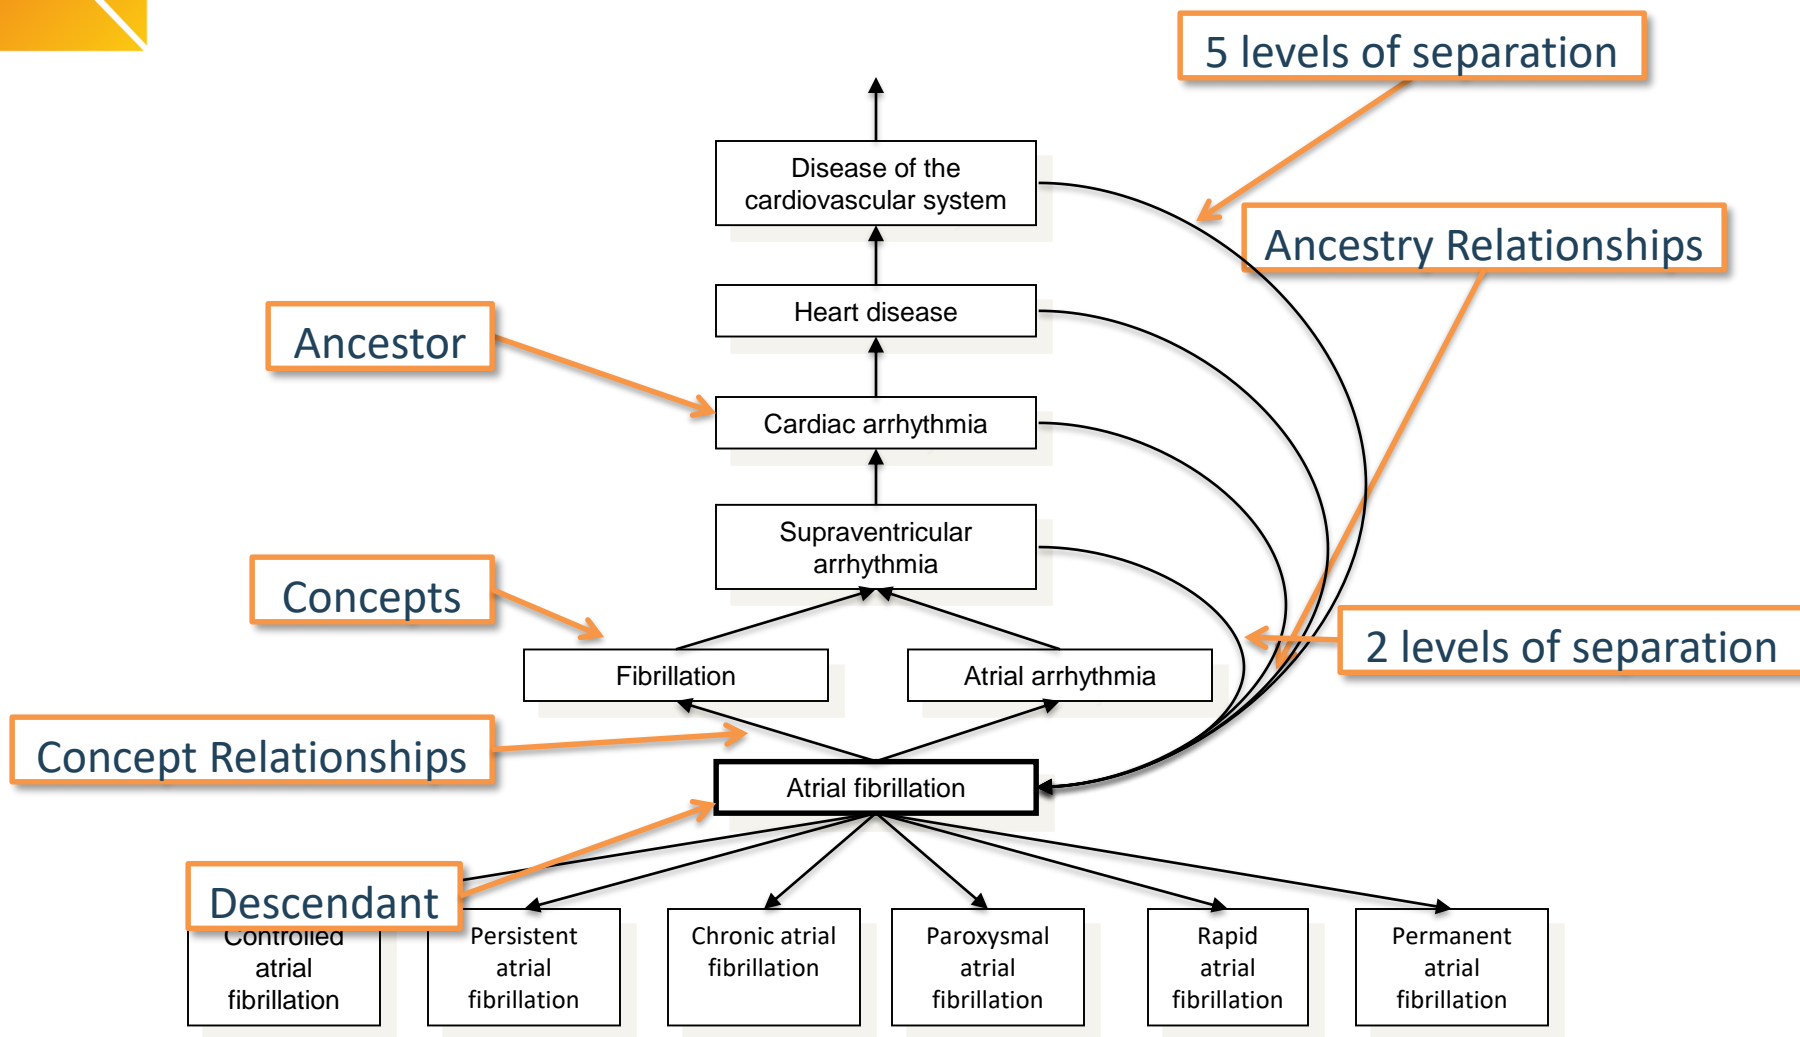 5 levels of separation
Disease of the
cardiovascular system
Ancestry Relationships
Heart disease
Ancestor
Cardiac arrhythmia
Supraventricular
arrhythmia
Concepts
2 levels of separation
Fibrillation
Atrial arrhythmia
Concept Relationships
Atrial fibrillation
Descendant
Controlled
atrial
fibrillation
Persistent
atrial
fibrillation
Chronic atrial
fibrillation
Paroxysmal
atrial
fibrillation
Rapid
atrial
fibrillation
Permanent
atrial
fibrillation